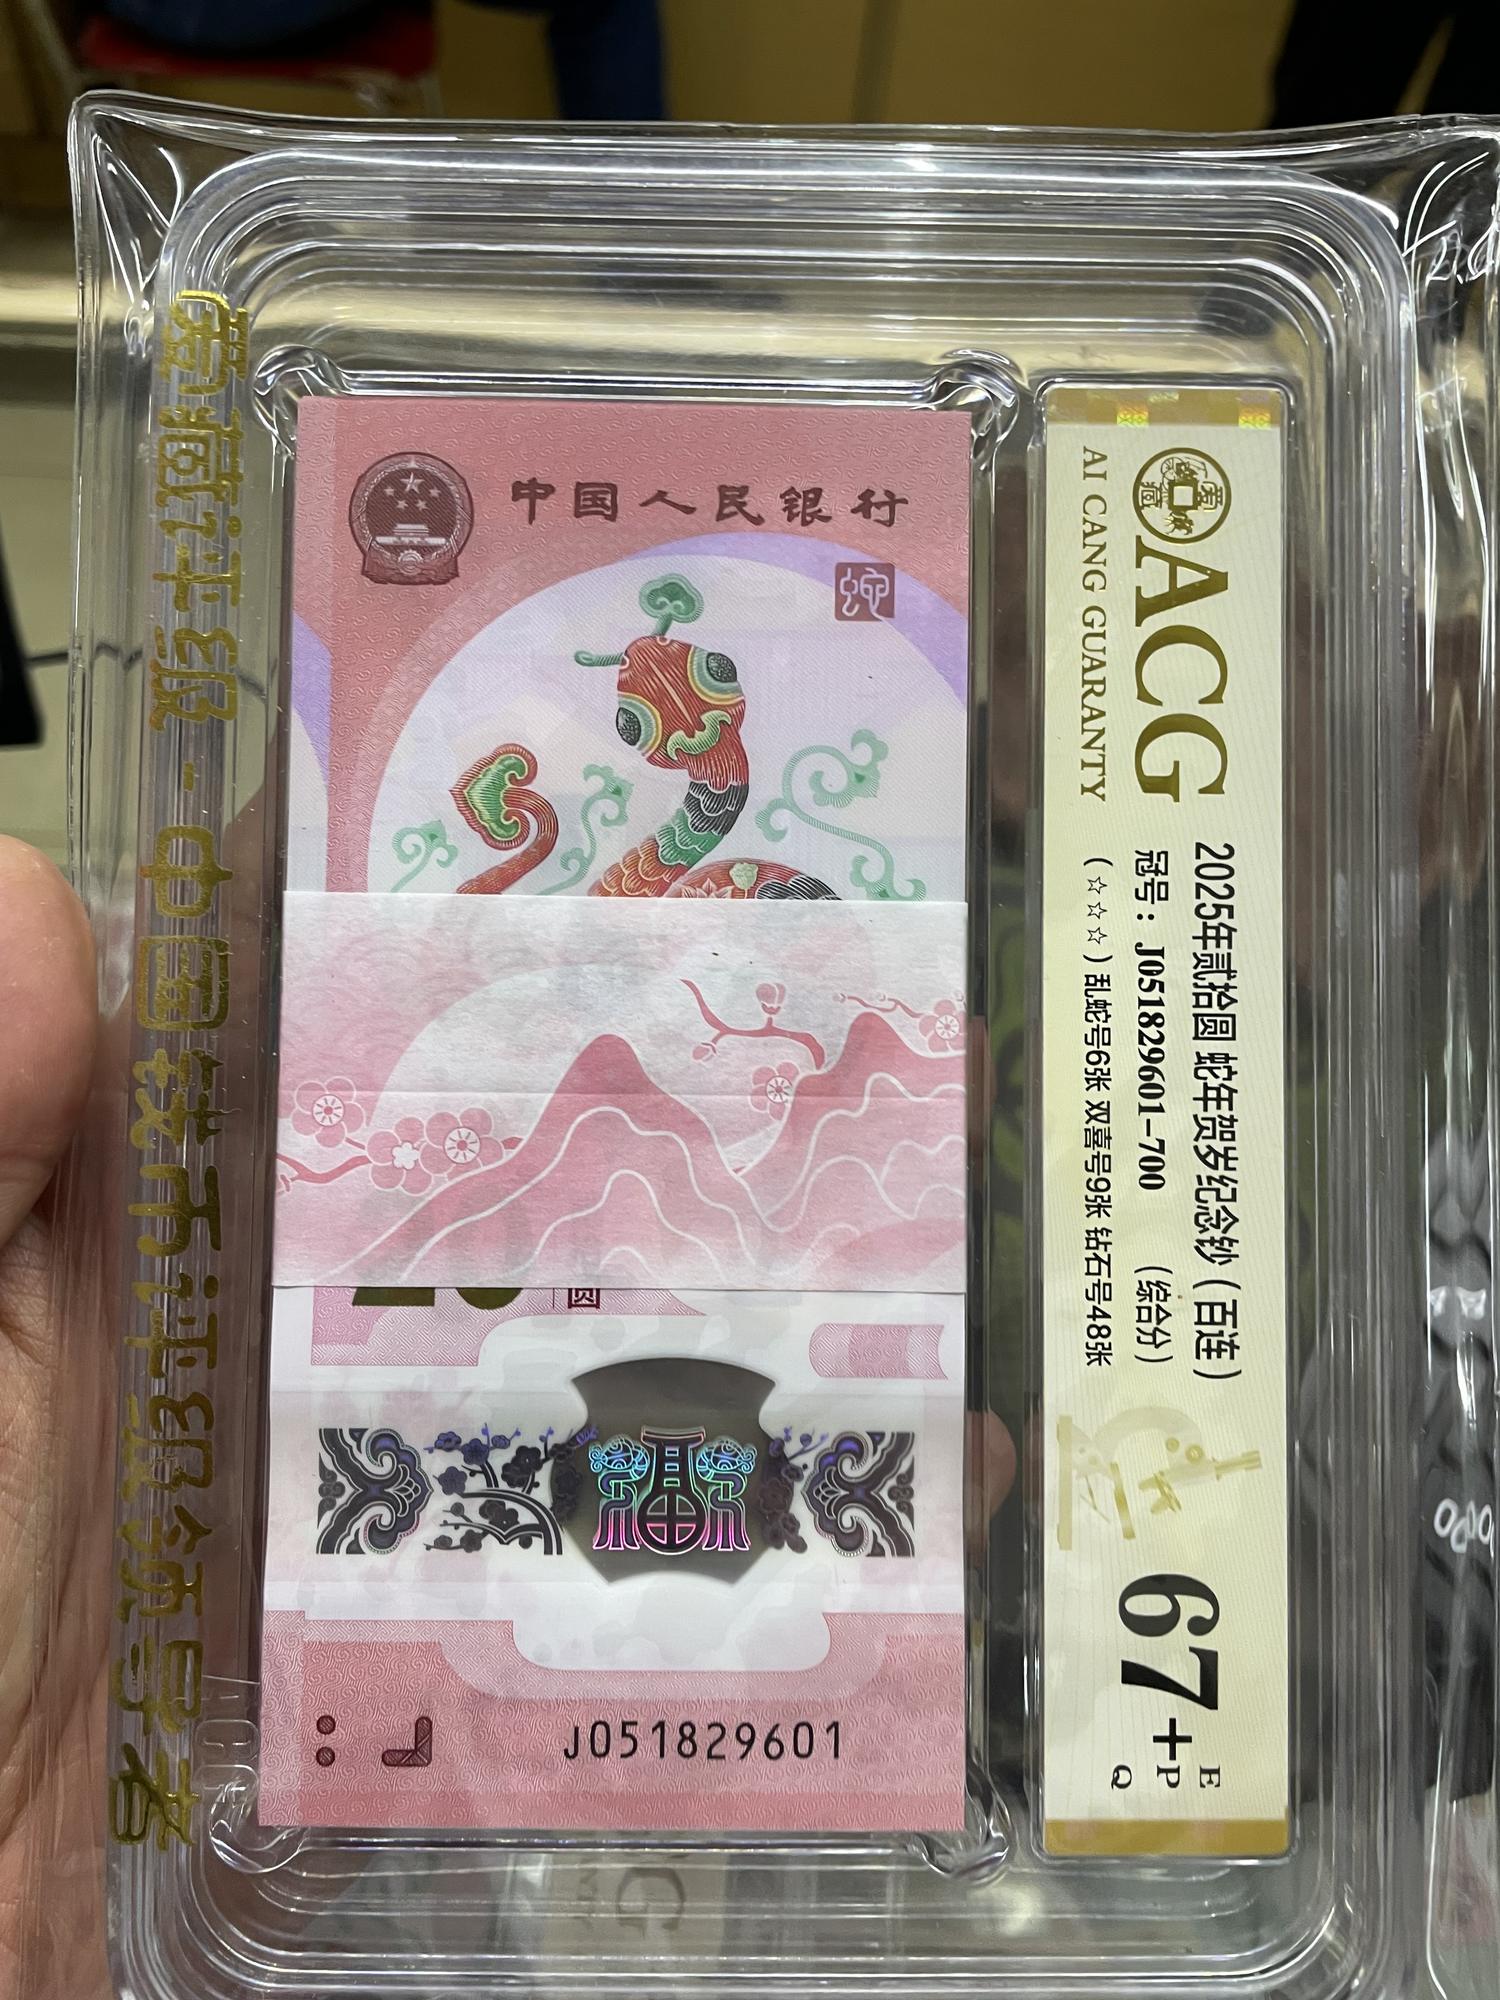 爱藏评级-中国钱币评级领导者
中国人民银行
蛇
20
圆
福
J051829601
ACG
AI CANG GUARANTY
2025年贰拾圆 蛇年贺岁纪念钞(百连)
冠号:J051829601-700 (综合分)
(☆☆☆)乱蛇号6张 双喜号9张 钻石号48张
67+
E
P
Q